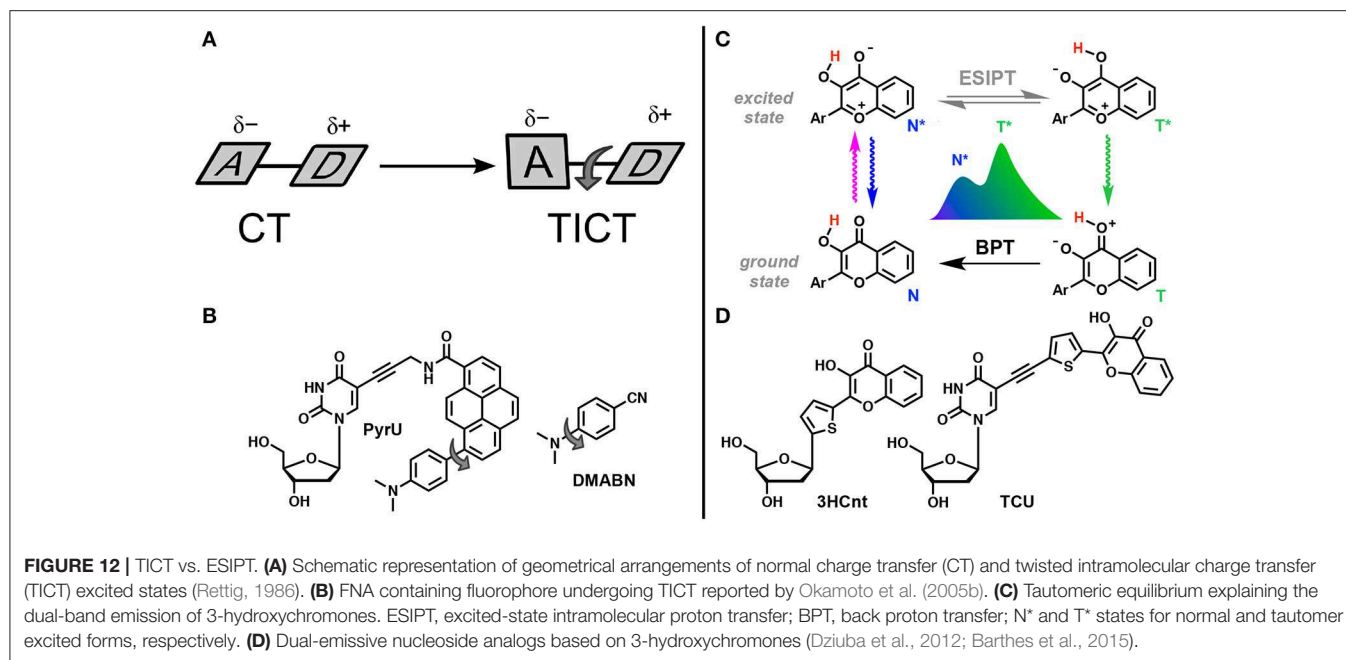 A
δ−
δ+
A
D
CT
δ−
δ+
A
D
TICT
B
O
HN
O
N
O
N
H
PyrU
HO
O
OH
N
CN
N
DMABN
C
excited
state
H
O
O-
O
+
Ar
N*
ESIPT
H
O
-O
O
+
Ar
T*
T*
N*
ground
state
H
O
O
O
Ar
N
BPT
H
O+
-O
O
Ar
T
D
HO
O
O
S
HO
O
OH
3HCnt
HO
O
O
S
O
HN
O
N
HO
O
OH
TCU
FIGURE 12 | TICT vs. ESIPT. (A) Schematic representation of geometrical arrangements of normal charge transfer (CT) and twisted intramolecular charge transfer
(TICT) excited states (Rettig, 1986). (B) FNA containing fluorophore undergoing TICT reported by Okamoto et al. (2005b). (C) Tautomeric equilibrium explaining the
dual-band emission of 3-hydroxychromones. ESIPT, excited-state intramolecular proton transfer; BPT, back proton transfer; N* and T* states for normal and tautomer
excited forms, respectively. (D) Dual-emissive nucleoside analogs based on 3-hydroxychromones (Dziuba et al., 2012; Barthes et al., 2015).